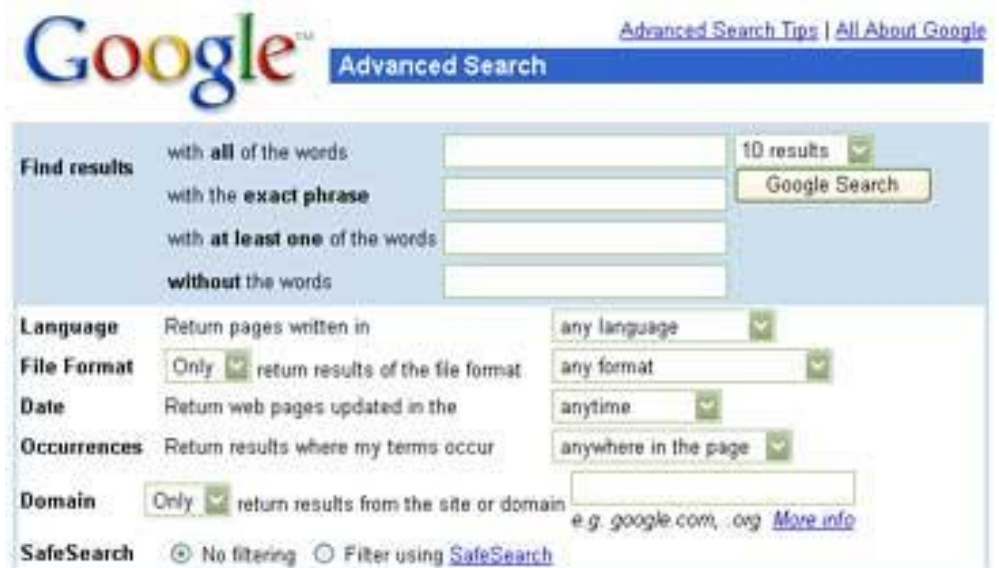 Google™
Advanced Search Tips | All About Google
Advanced Search
Find results
with all of the words
10 results
with the exact phrase
Google Search
with at least one of the words
without the words
Language Return pages written in any language
File Format Only return results of the file format any format
Date Return web pages updated in the anytime
Occurrences Return results where my terms occur anywhere in the page
Domain Only return results from the site or domain
e.g. google.com, .org More info
SafeSearch No filtering Filter using SafeSearch